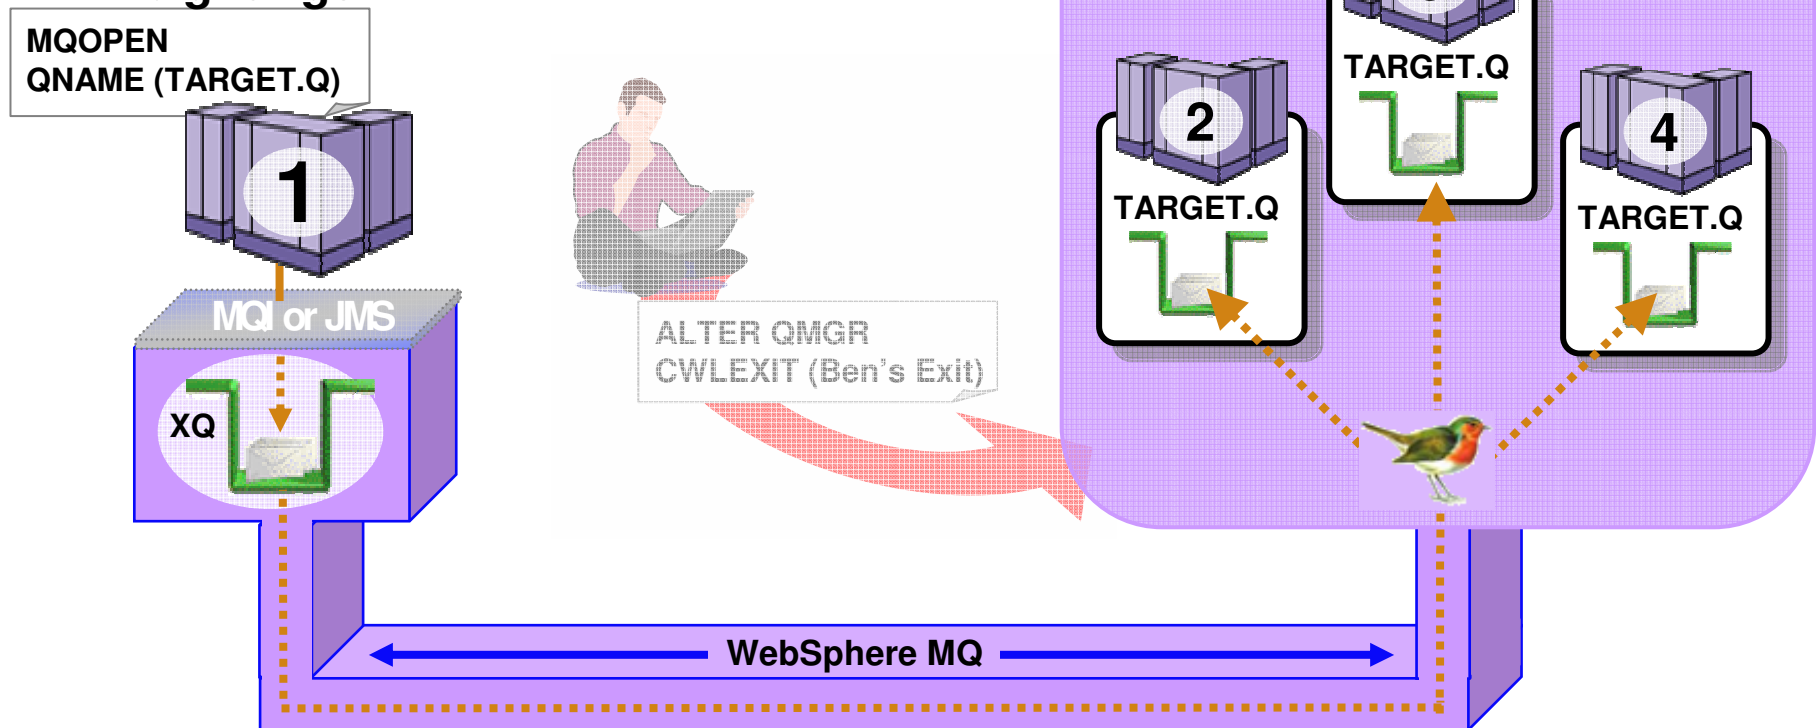 MQOPEN
QNAME (TARGET.Q)
1
MQI or JMS
XQ
ALTER QMGR
CWLEXIT (Ben's Exit)
TARGET.Q
2
TARGET.Q
4
TARGET.Q
WebSphere MQ